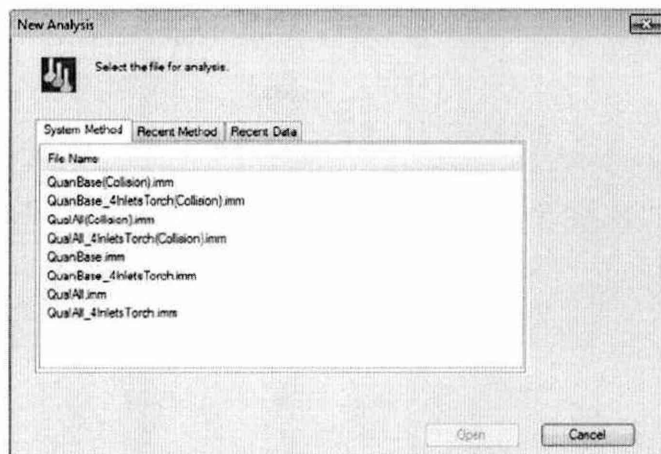 New Analysis
Select the file for analysis.
System Method Recent Method Recent Data
File Name
QuanBase(Collision).imm
QuanBase_4InletsTorch(Collision).imm
QualAll(Collision).imm
QualAll_4InletsTorch(Collision).imm
QuanBase.imm
QuanBase_4InletsTorch.imm
QualAll.imm
QualAll_4InletsTorch.imm
Open Cancel